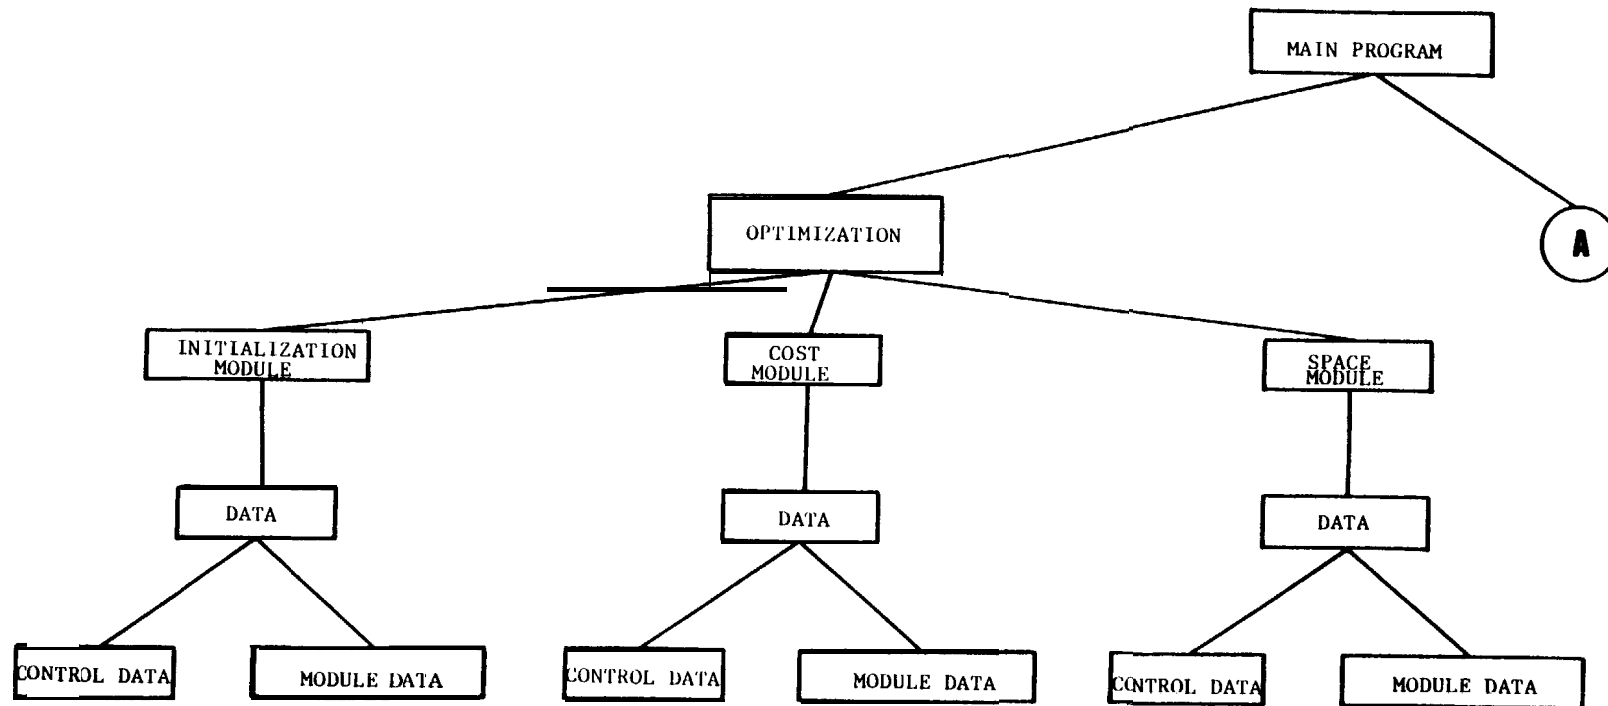 MAIN PROGRAM
OPTIMIZATION
A
INITIALIZATION
MODULE
COST
MODULE
SPACE
MODULE
DATA
DATA
DATA
CONTROL DATA
MODULE DATA
CONTROL DATA
MODULE DATA
CONTROL DATA
MODULE DATA